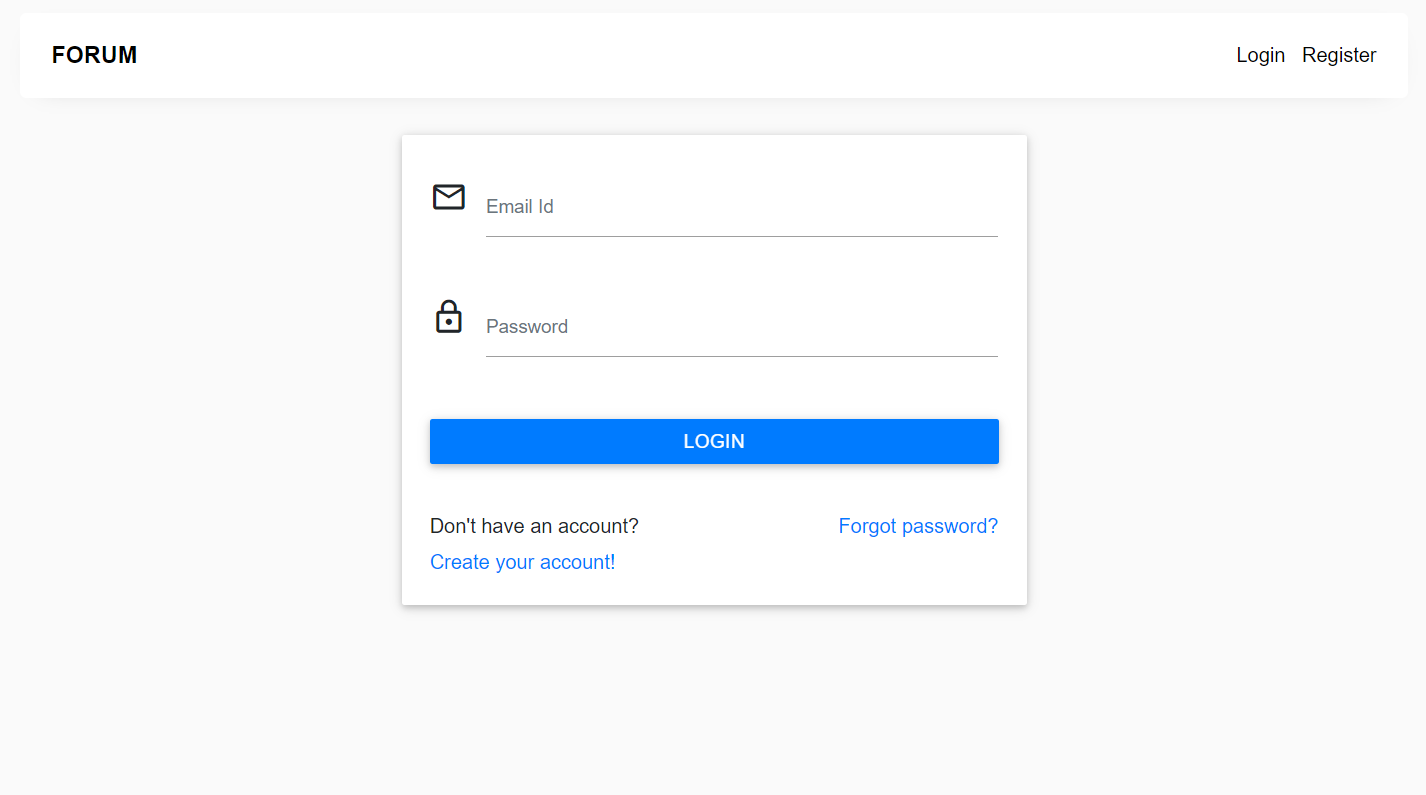 FORUM
Login Register
Email Id
Password
LOGIN
Don't have an account?
Forgot password?
Create your account!